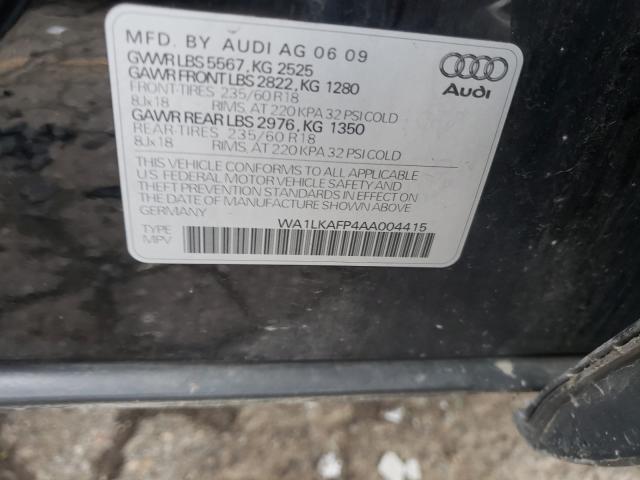 MFD. BY AUDI AG 06 09
GVWR LBS 5567, KG 2525
GAWR FRONT LBS 2822, KG 1280
FRONT-TIRES 235/60 R18
8Jx18 RIMS, AT 220 KPA 32 PSI COLD
GAWR REAR LBS 2976, KG 1350
REAR-TIRES 235/60 R18
8Jx18 RIMS, AT 220 KPA 32 PSI COLD
THIS VEHICLE CONFORMS TO ALL APPLICABLE
U.S. FEDERAL MOTOR VEHICLE SAFETY AND
THEFT PREVENTION STANDARDS IN EFFECT ON
THE DATE OF MANUFACTURE SHOWN ABOVE
GERMANY
WA1LKAFP4AA004415
TYPE
MPV
Audi